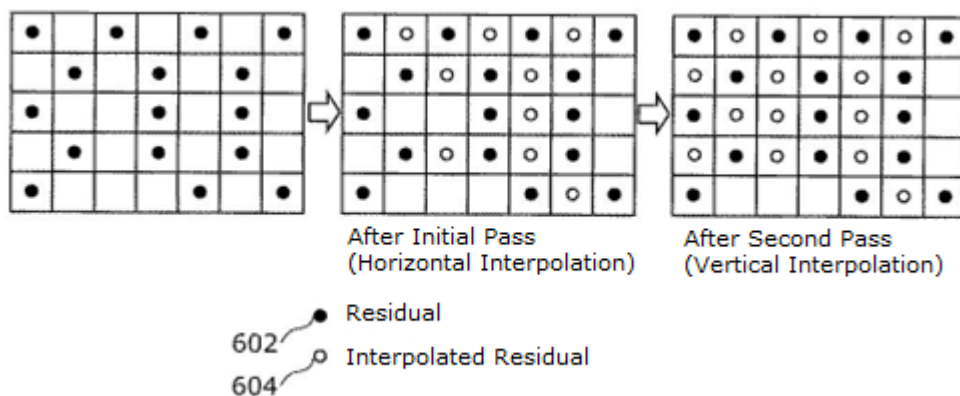 After Initial Pass
(Horizontal Interpolation)
After Second Pass
(Vertical Interpolation)
602 Residual
604 Interpolated Residual